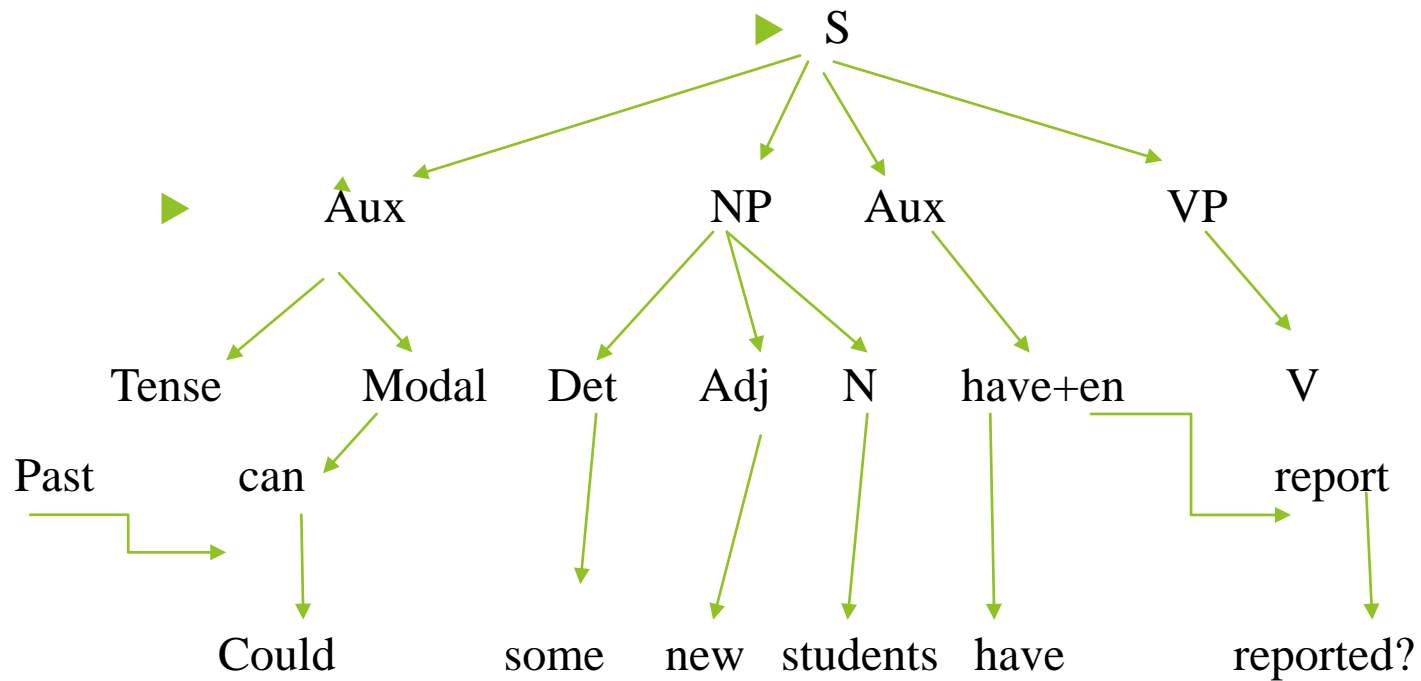 S
Aux NP Aux VP
Tense Modal Det Adj N have+en V
Past can report
Could some new students have reported?